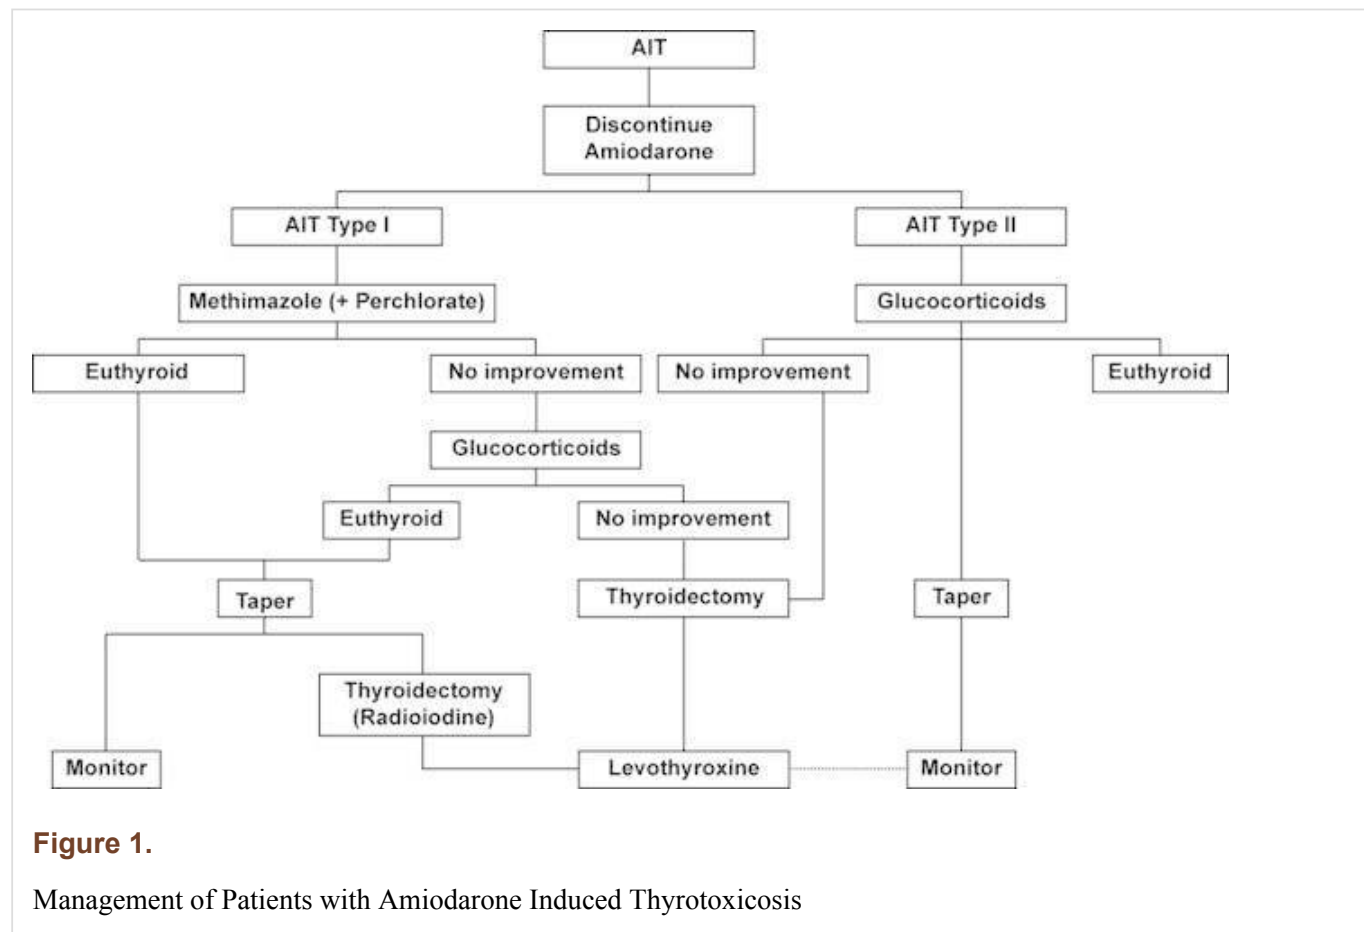 AIT
Discontinue
Amiodarone
AIT Type I
AIT Type II
Methimazole (+ Perchlorate)
Glucocorticoids
Euthyroid
No improvement
No improvement
Euthyroid
Glucocorticoids
Euthyroid
No improvement
Taper
Thyroidectomy
Taper
Thyroidectomy
(Radioiodine)
Monitor
Levothyroxine
Monitor
Figure 1.
Management of Patients with Amiodarone Induced Thyrotoxicosis